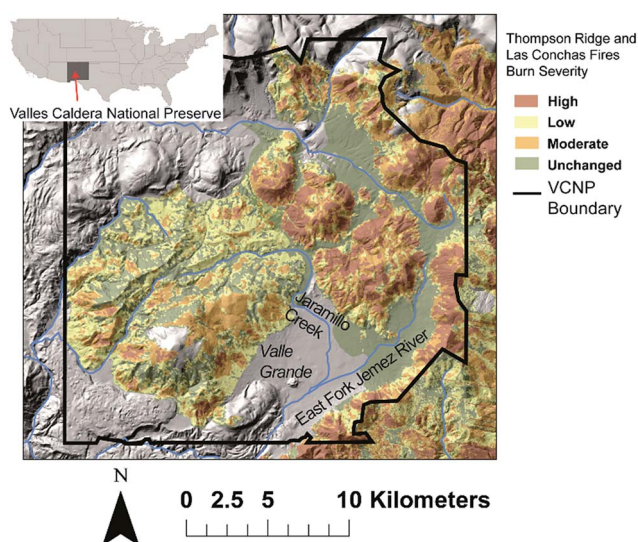 Valles Caldera National Preserve
Thompson Ridge and
Las Conchas Fires
Burn Severity
High
Low
Moderate
Unchanged
VCNP
Boundary
Jaramillo
Creek
Valle
Grande
East Fork Jemez River
N
0 2.5 5 10 Kilometers